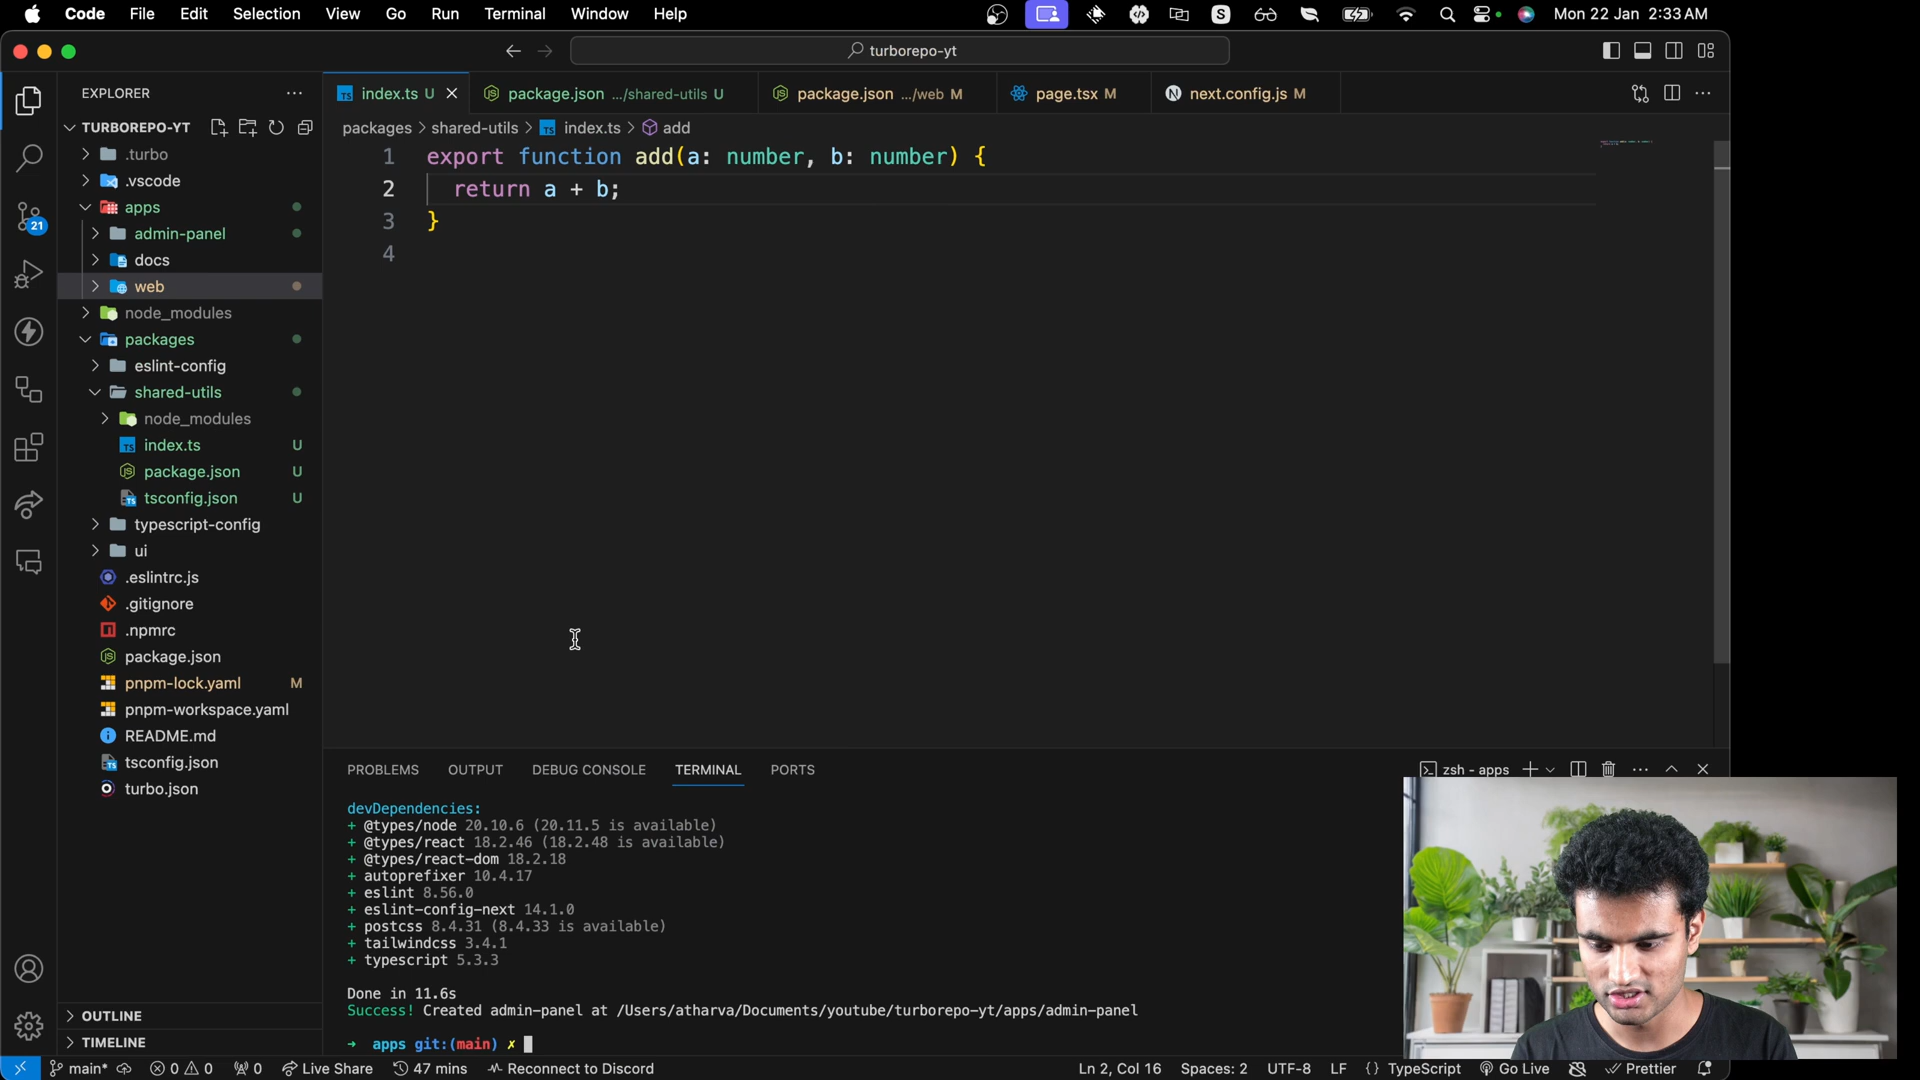 Code File Edit Selection View Go Run Terminal Window Help
S
Mon 22 Jan 2:33 AM
turborepo-yt
EXPLORER
index.ts U
package.json .../shared-utils U
package.json .../web M
page.tsx M
next.config.js M
TURBOREPO-YT
packages > shared-utils > index.ts > add
.turbo
.vscode
apps
admin-panel
docs
web
node_modules
packages
eslint-config
shared-utils
node_modules
index.ts U
package.json U
tsconfig.json U
typescript-config
ui
.eslintrc.js
.gitignore
.npmrc
package.json
pnpm-lock.yaml M
pnpm-workspace.yaml
README.md
tsconfig.json
turbo.json
OUTLINE
TIMELINE
21
1 export function add(a: number, b: number) {
2 return a + b;
3 }
4
PROBLEMS OUTPUT DEBUG CONSOLE TERMINAL PORTS
zsh - apps
devDependencies:
+ @types/node 20.10.6 (20.11.5 is available)
+ @types/react 18.2.46 (18.2.48 is available)
+ @types/react-dom 18.2.18
+ autoprefixer 10.4.17
+ eslint 8.56.0
+ eslint-config-next 14.1.0
+ postcss 8.4.31 (8.4.33 is available)
+ tailwindcss 3.4.1
+ typescript 5.3.3
Done in 11.6s
Success! Created admin-panel at /Users/atharva/Documents/youtube/turborepo-yt/apps/admin-panel
→ apps git:(main) ✗
main* 0 0 0 Live Share 47 mins Reconnect to Discord
Ln 2, Col 16 Spaces: 2 UTF-8 LF {} TypeScript Go Live Prettier